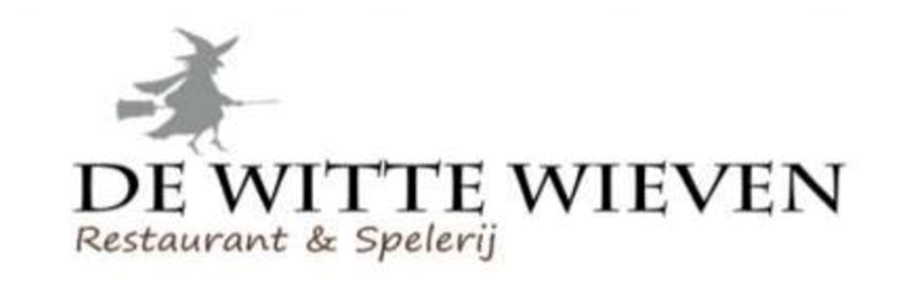 DE WITTE WIEVEN
Restaurant & Spelerij